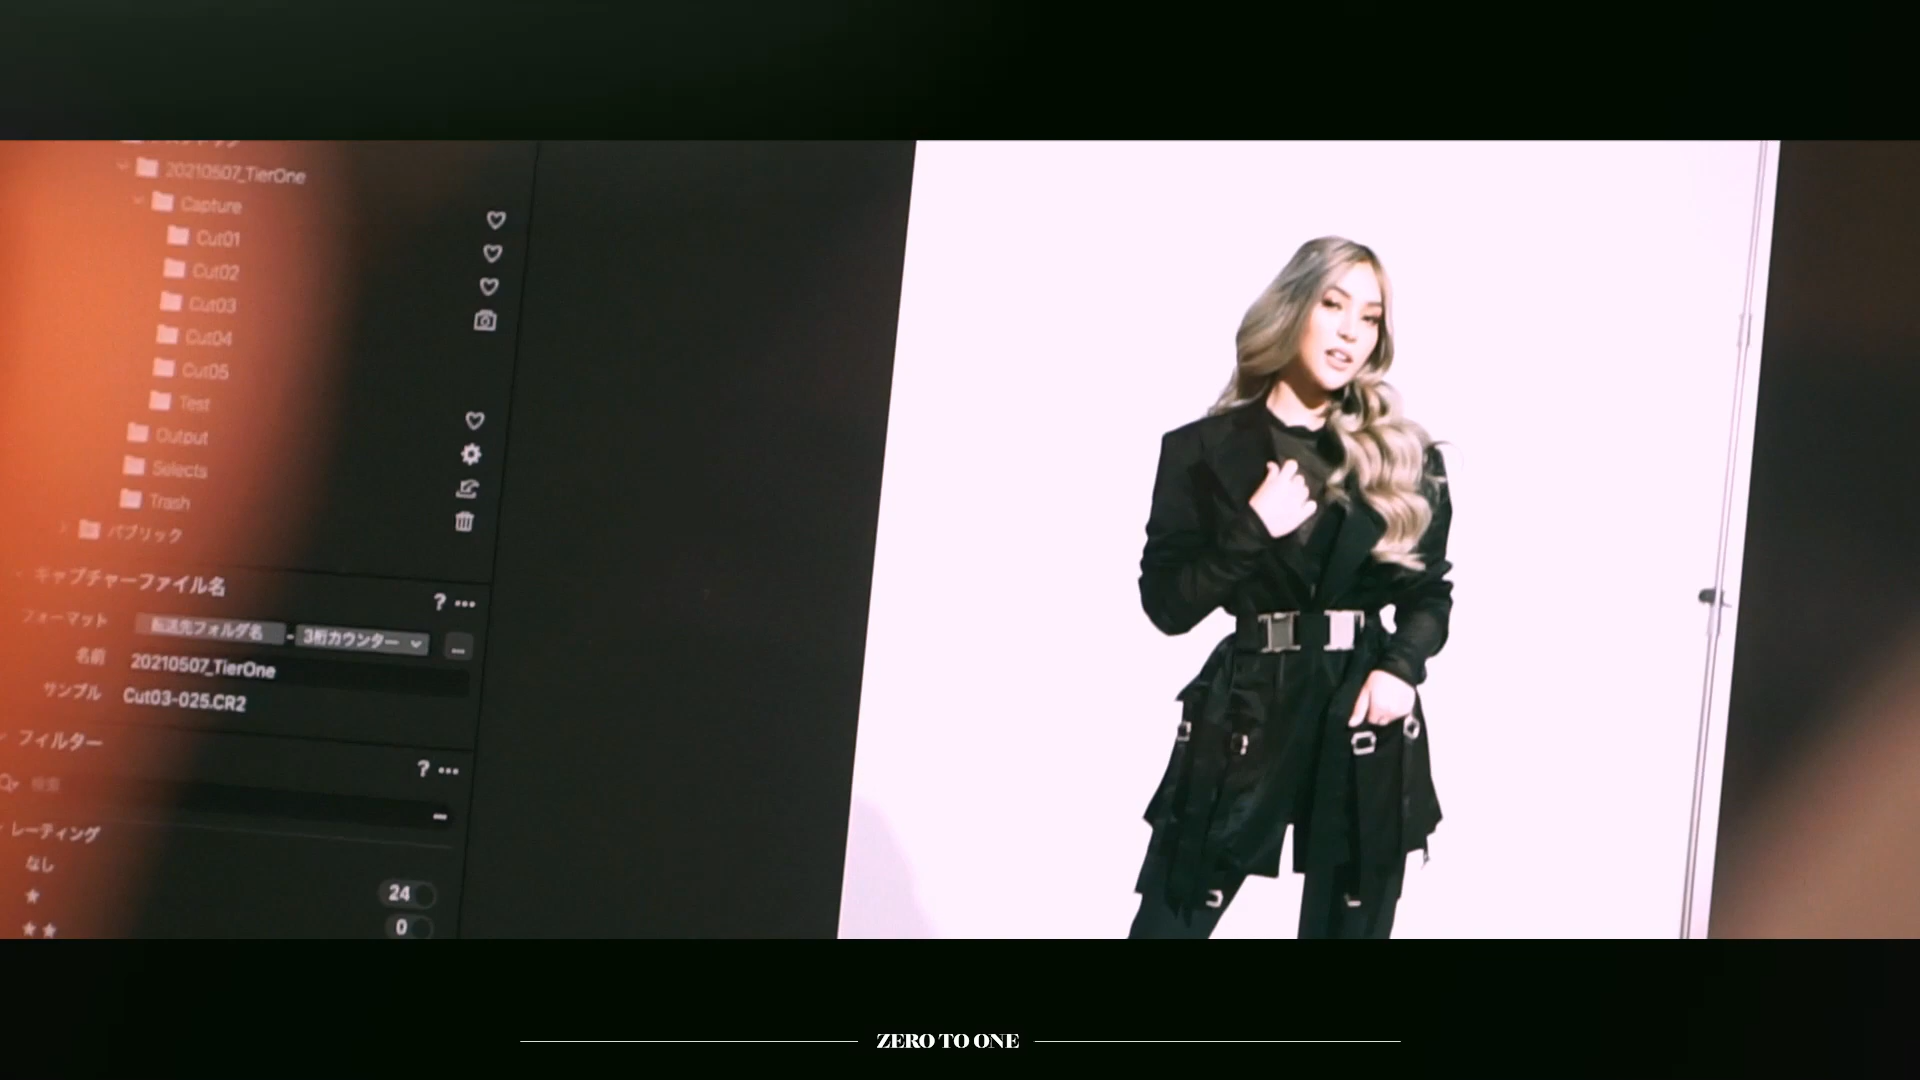 20210507_TierOne
Capture
Cut01
Cut02
Cut03
Cut04
Cut05
Test
Output
Selects
Trash
パブリック
キャプチャーファイル名
? •••
フォーマット 転送先フォルダ名 - 3桁カウンター ...
名前 20210507_TierOne
サンプル Cut03-025.CR2
フィルター
? •••
検索
レーティング
なし
★ 24
★★ 0
ZERO TO ONE